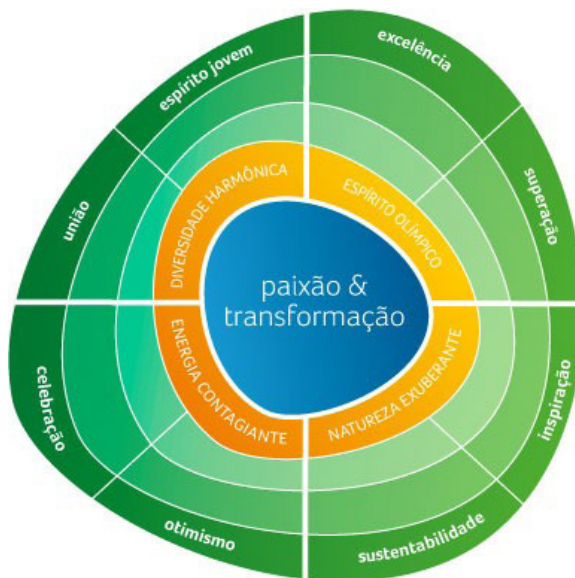 espírito jovem
excelência
união
superação
DIVERSIDADE HARMÔNICA
ESPÍRITO OLÍMPICO
paixão &
transformação
ENERGIA CONTAGIANTE
NATUREZA EXUBERANTE
celebração
inspiração
otimismo
sustentabilidade